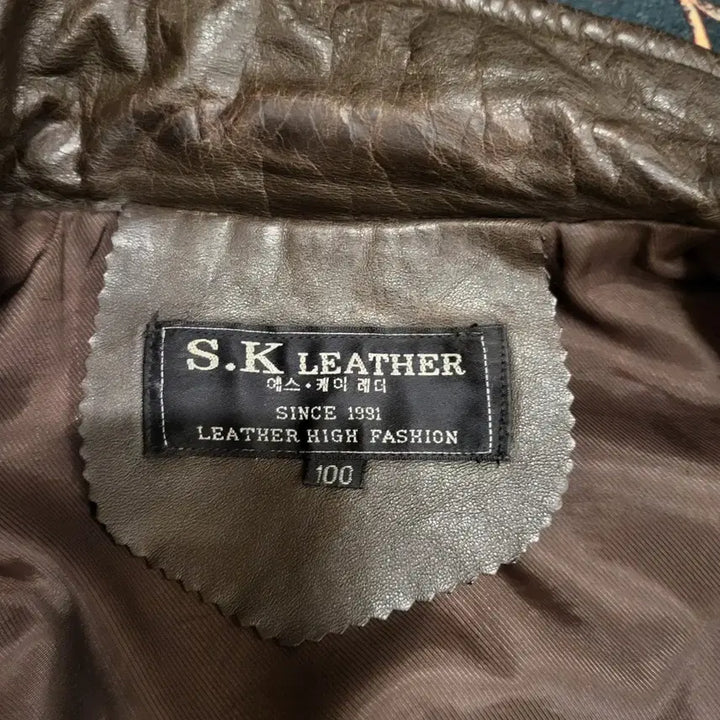 S.K LEATHER
에스·케이 레더
SINCE 1991
LEATHER HIGH FASHION
100